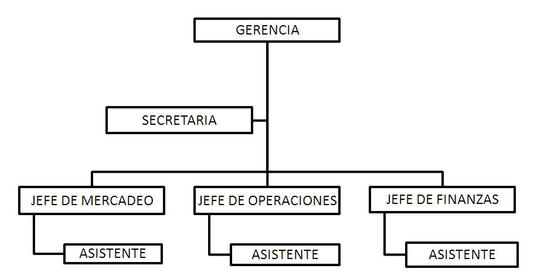 GERENCIA
SECRETARIA
JEFE DE MERCADEO
JEFE DE OPERACIONES
JEFE DE FINANZAS
ASISTENTE
ASISTENTE
ASISTENTE